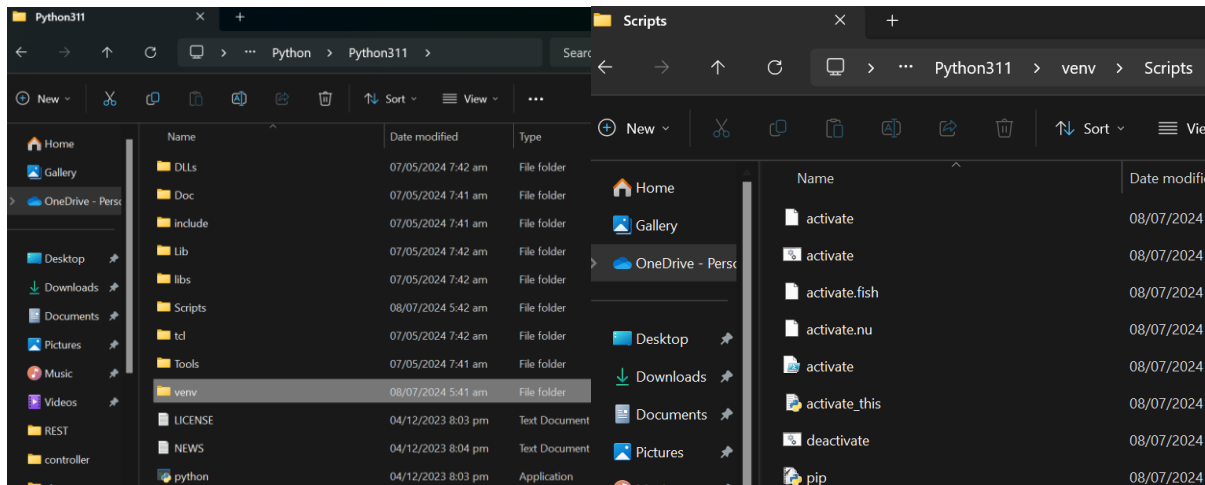 Python311
Python Python311 Sear
New Sort View
Name Date modified Type
Home
Gallery
OneDrive - Perso
Desktop
Downloads
Documents
Pictures
Music
Videos
REST
controller
DLLs 07/05/2024 7:42 am File folder
Doc 07/05/2024 7:41 am File folder
include 07/05/2024 7:41 am File folder
Lib 07/05/2024 7:42 am File folder
libs 07/05/2024 7:42 am File folder
Scripts 08/07/2024 5:42 am File folder
tcl 07/05/2024 7:42 am File folder
Tools 07/05/2024 7:41 am File folder
venv 08/07/2024 5:41 am File folder
LICENSE 04/12/2023 8:03 pm Text Document
NEWS 04/12/2023 8:04 pm Text Document
python 04/12/2023 8:03 pm Application
Scripts
Python311 venv Scripts
New Sort Vie
Name Date modifi
Home
Gallery
OneDrive - Perso
Desktop
Downloads
Documents
Pictures
activate 08/07/2024
activate 08/07/2024
activate.fish 08/07/2024
activate.nu 08/07/2024
activate 08/07/2024
activate_this 08/07/2024
deactivate 08/07/2024
pip 08/07/2024